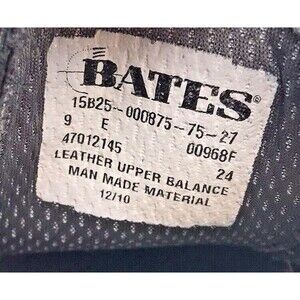 BATES®
15B25-000875-75-27
9 E 00968F
47012145 24
LEATHER UPPER BALANCE
MAN MADE MATERIAL
12/10